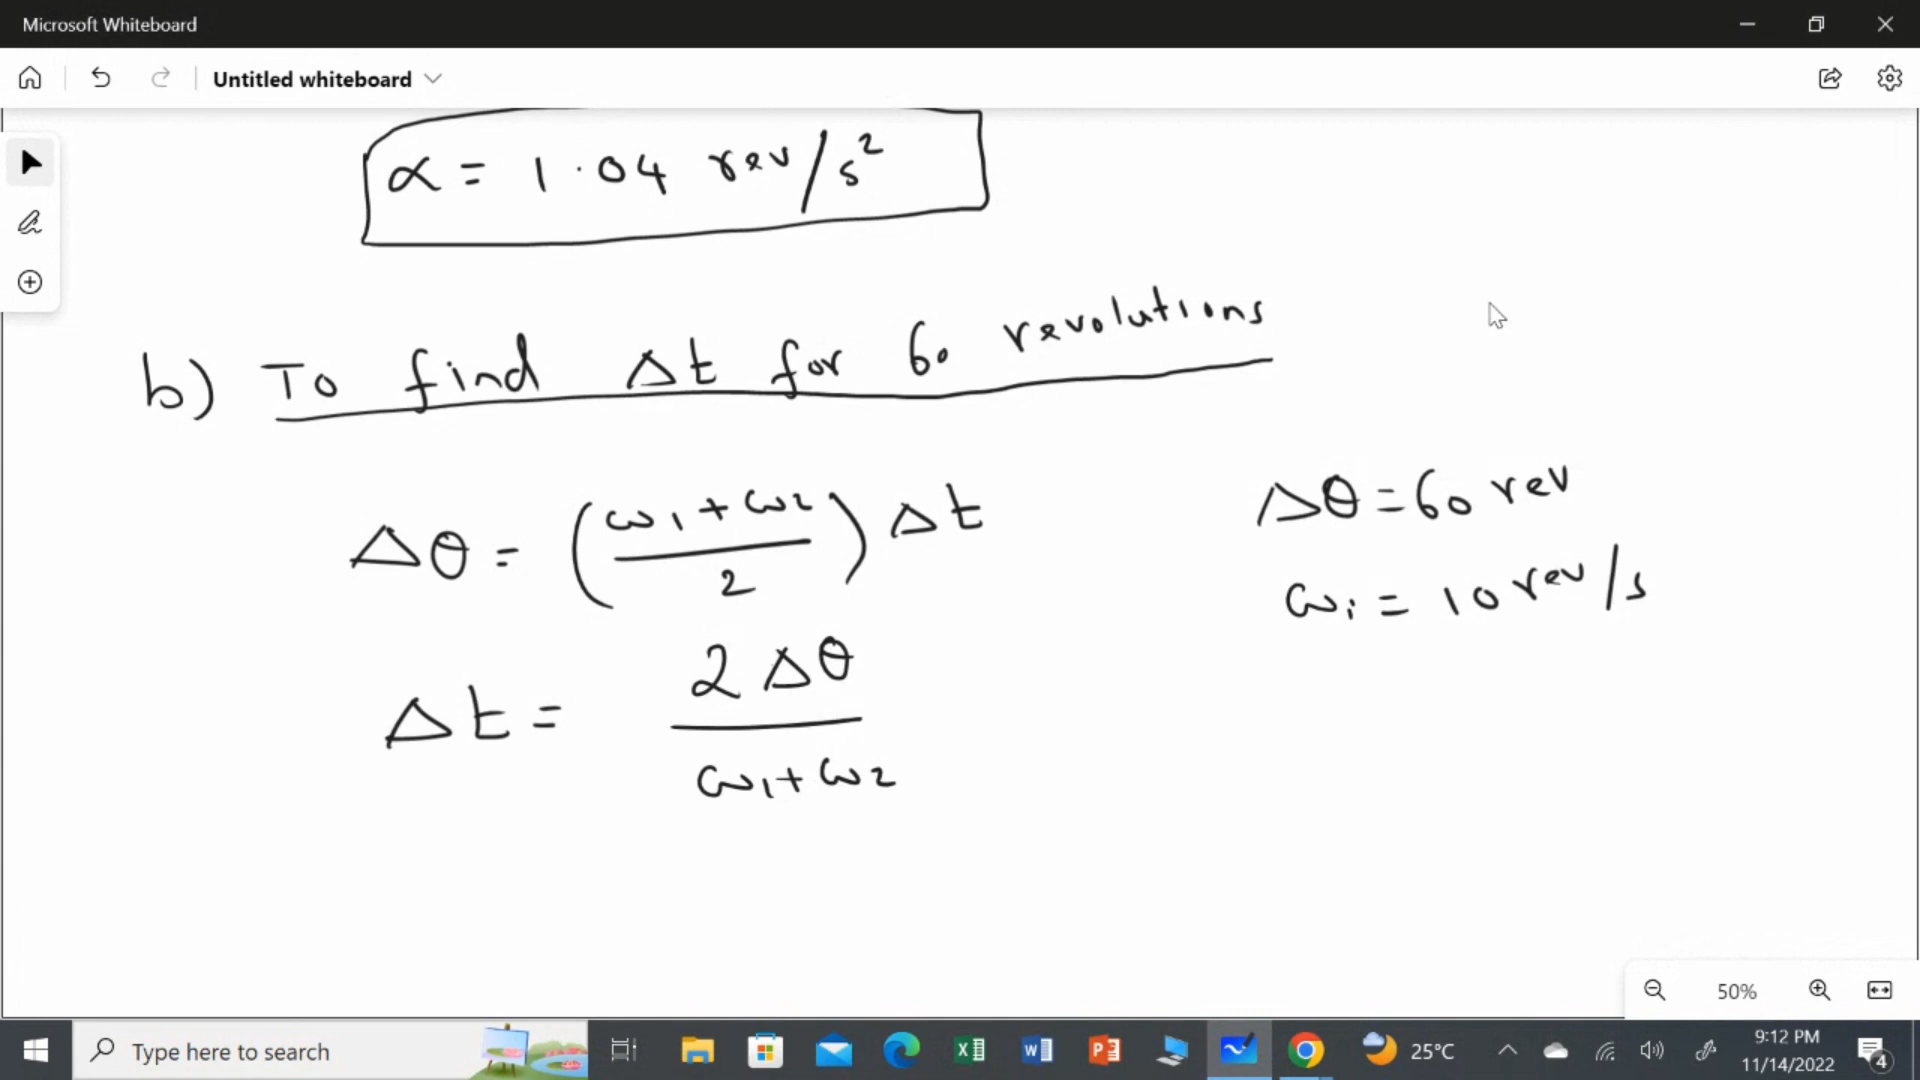 Microsoft Whiteboard
Untitled whiteboard
α = 1.04 rev/s²
b) To find Δt for 60 revolutions
Δθ = (ω₁ + ω₂ / 2) Δt
Δθ = 60 rev
ωᵢ = 10 rev/s
Δt = 2Δθ / ω₁ + ω₂
50%
Type here to search
25°C
9:12 PM
11/14/2022
4